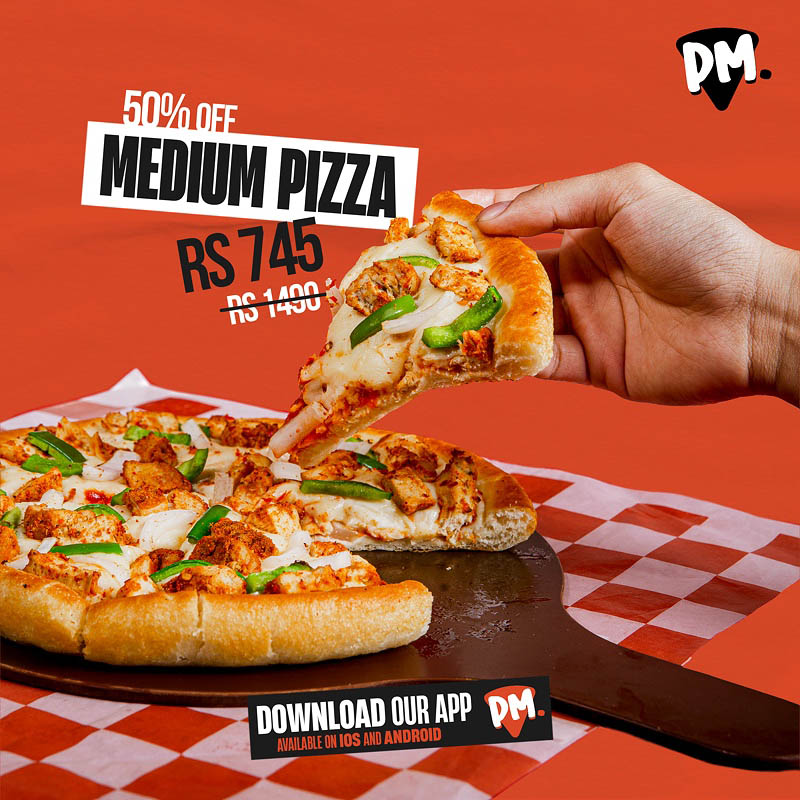 PM.
50% OFF
MEDIUM PIZZA
RS 745
RS 1490
DOWNLOAD OUR APP
AVAILABLE ON IOS AND ANDROID
PM.